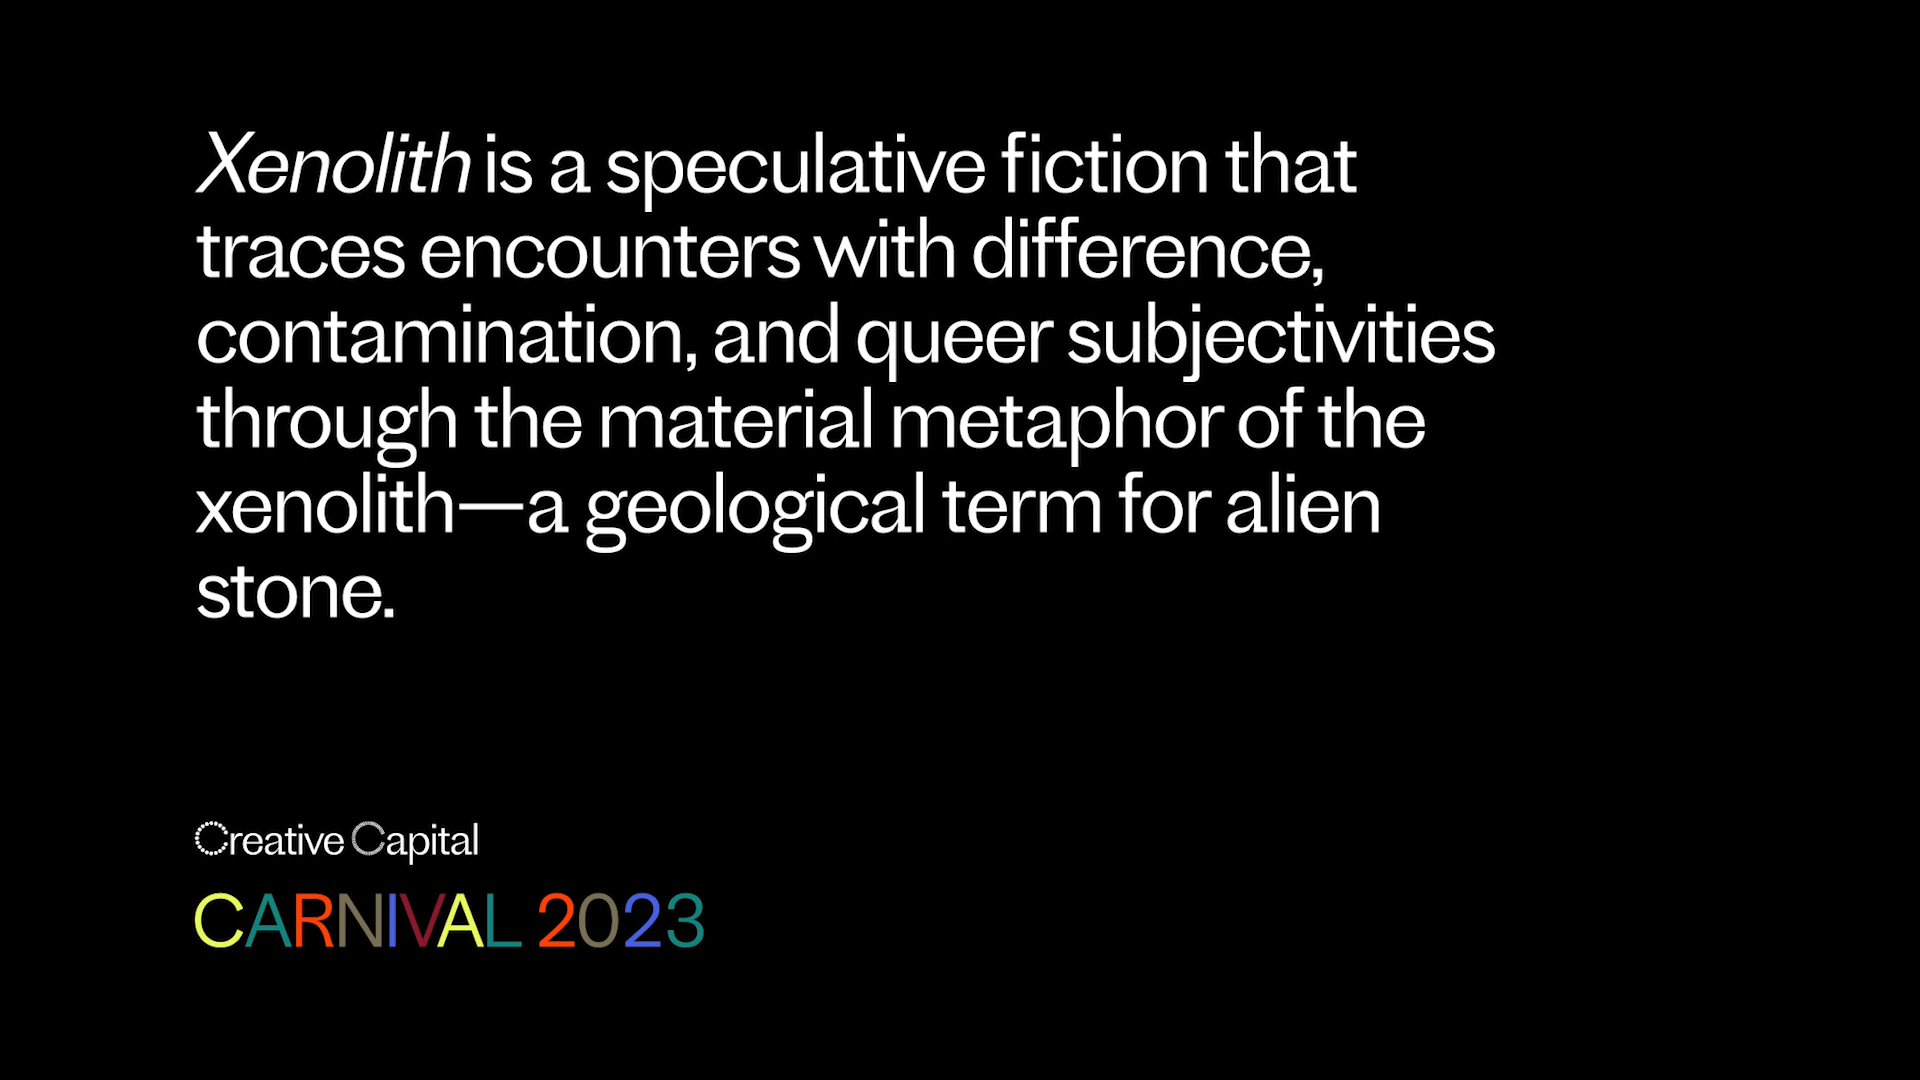 Xenolith is a speculative fiction that
traces encounters with difference,
contamination, and queer subjectivities
through the material metaphor of the
xenolith—a geological term for alien
stone.
Creative Capital
CARNIVAL 2023